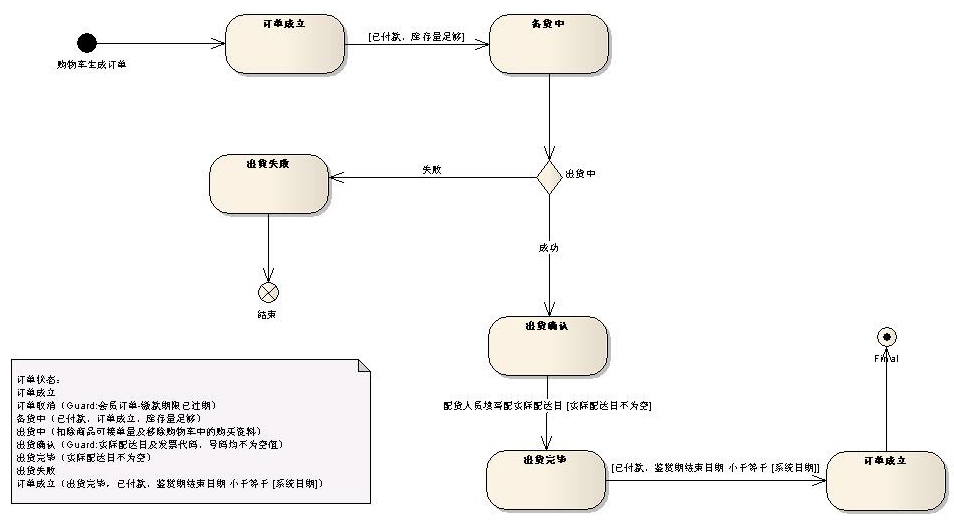 订单成立
备货中
[已付款，库存量足够]
购物车生成订单
出货失败
失败
出货中
成功
结束
出货确认
Final
配货人员填写配实际配达日 [实际配达日不为空]
出货完毕
[已付款，鉴赏期结束日期 小于等于 [系统日期]]
订单成立
订单状态：
订单成立
订单取消（Guard:会员订单-缴款期限已过期）
备货中（已付款，订单成立，库存量足够）
出货中（扣除商品可接单量及移除购物车中的购买资料）
出货确认（Guard:实际配达日及发票代码，号码均不为空值）
出货完毕（实际配达日不为空）
出货失败
订单成立（出货完毕，已付款，鉴赏期结束日期 小于等于 [系统日期]）